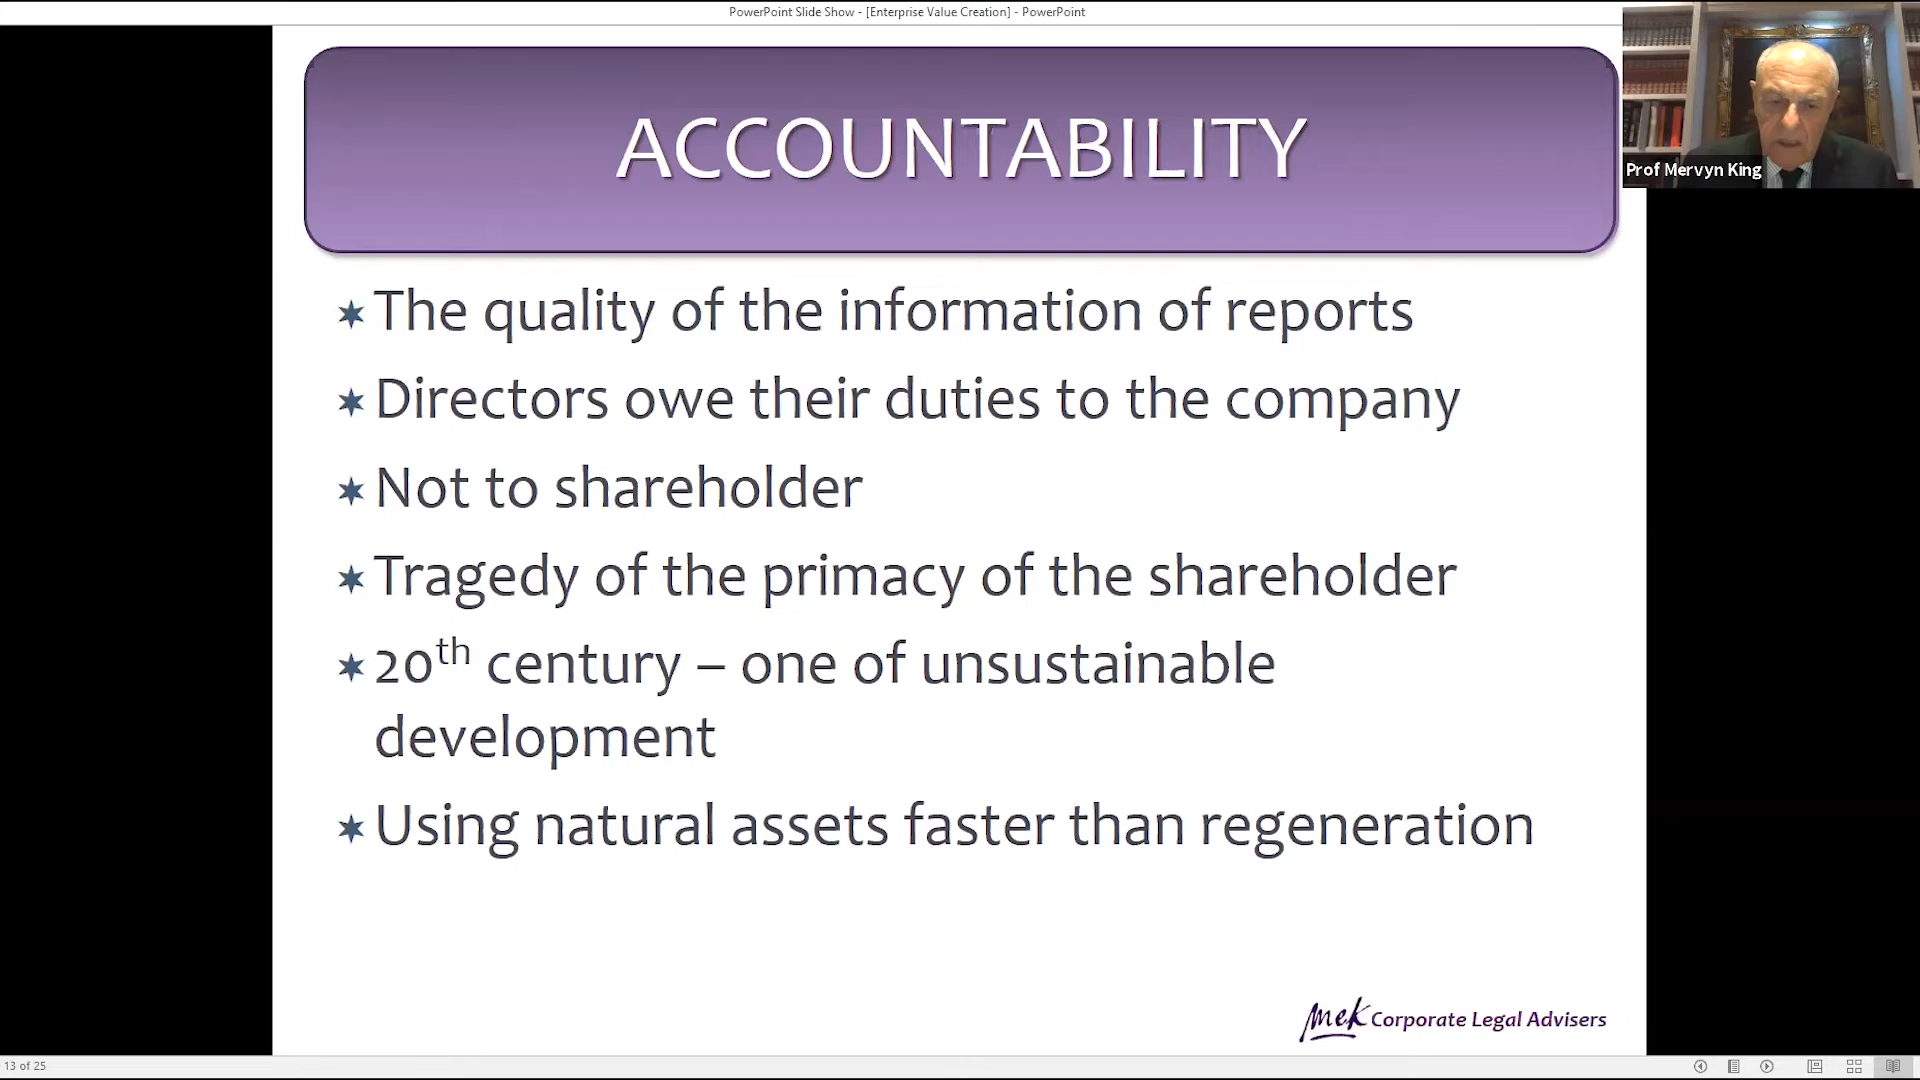 PowerPoint Slide Show - [Enterprise Value Creation] - PowerPoint
ACCOUNTABILITY
Prof Mervyn King
The quality of the information of reports
Directors owe their duties to the company
Not to shareholder
Tragedy of the primacy of the shareholder
20th century – one of unsustainable
development
Using natural assets faster than regeneration
mek Corporate Legal Advisers
13 of 25